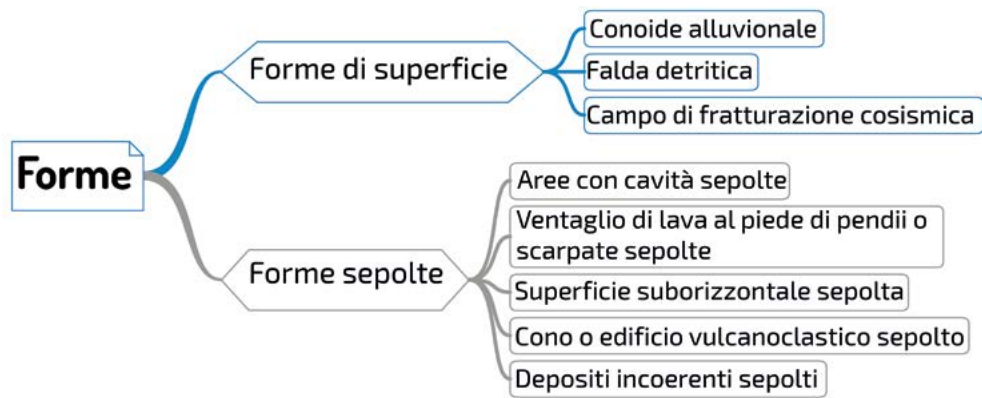 Forme
Forme di superficie
Conoide alluvionale
Falda detritica
Campo di fratturazione cosismica
Forme sepolte
Aree con cavità sepolte
Ventaglio di lava al piede di pendii o
scarpate sepolte
Superficie suborizzontale sepolta
Cono o edificio vulcanoclastico sepolto
Depositi incoerenti sepolti